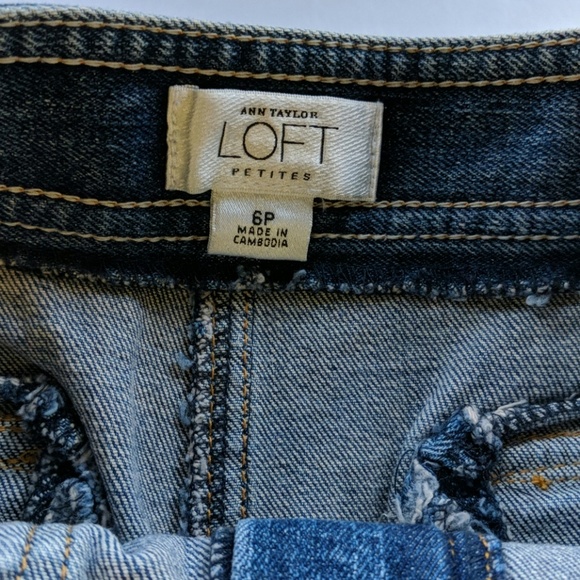 ANN TAYLOR
LOFT
PETITES
6P
MADE IN
CAMBODIA